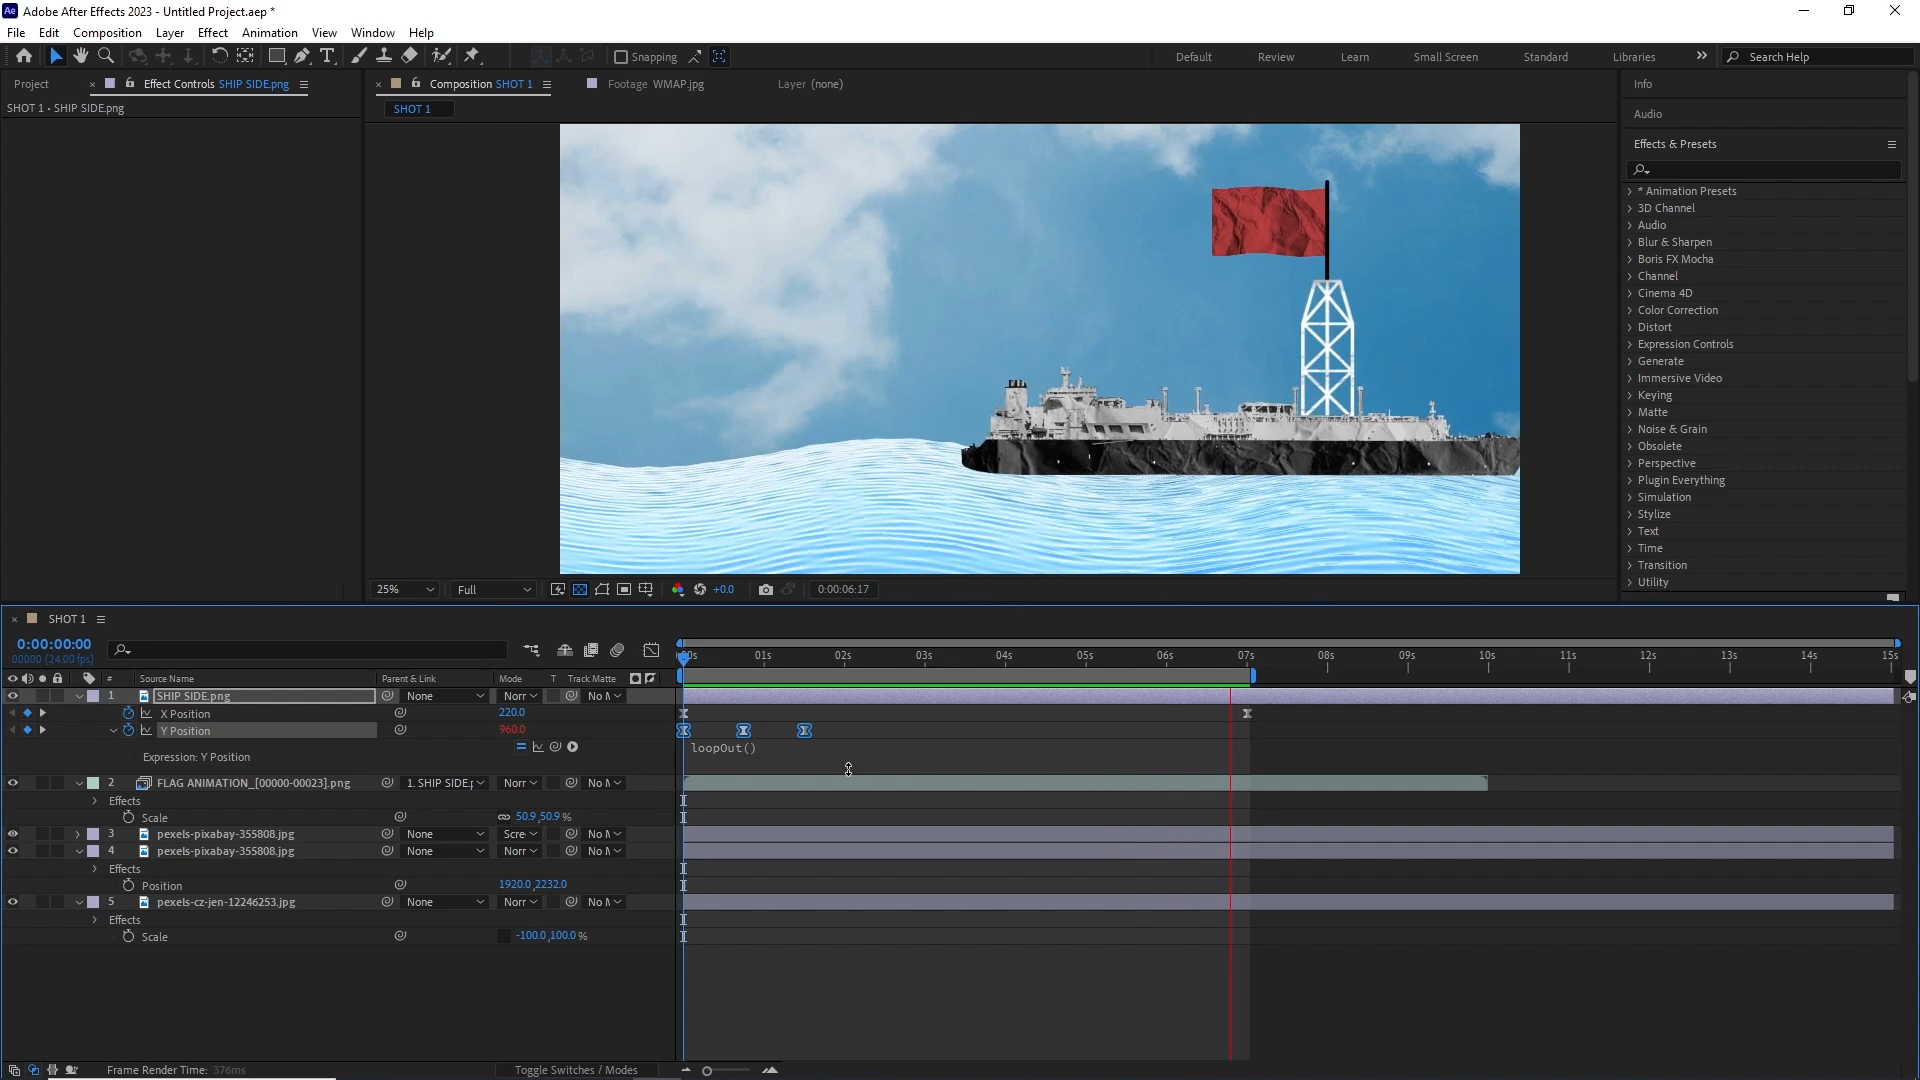 Ae Adobe After Effects 2023 - Untitled Project.aep *
File Edit Composition Layer Effect Animation View Window Help
Snapping Default Review Learn Small Screen Standard Libraries Search Help
Project Effect Controls SHIP SIDE.png Composition SHOT 1 Footage WMAP.jpg Layer (none) Info
SHOT 1 • SHIP SIDE.png
SHOT 1
Audio
Effects & Presets
* Animation Presets
3D Channel
Audio
Blur & Sharpen
Boris FX Mocha
Channel
Cinema 4D
Color Correction
Distort
Expression Controls
Generate
Immersive Video
Keying
Matte
Noise & Grain
Obsolete
Perspective
Plugin Everything
Simulation
Stylize
Text
Time
Transition
Utility
25% Full +0.0 0:00:06:17
SHOT 1
0:00:00:00
00000 (24.00 fps)
00s 01s 02s 03s 04s 05s 06s 07s 08s 09s 10s 11s 12s 13s 14s 15s
# Source Name Parent & Link Mode T Track Matte
1 SHIP SIDE.png None Norr No M
X Position 220.0
Y Position 960.0
loopOut()
Expression: Y Position
2 FLAG ANIMATION_[00000-00023].png 1. SHIP SIDE.p Norr No M
Effects
Scale 50.9,50.9 %
3 pexels-pixabay-355808.jpg None Scre No M
4 pexels-pixabay-355808.jpg None Norr No M
Effects
Position 1920.0,2232.0
5 pexels-cz-jen-12246253.jpg None Norr No M
Effects
Scale -100.0,100.0 %
Frame Render Time: 376ms Toggle Switches / Modes